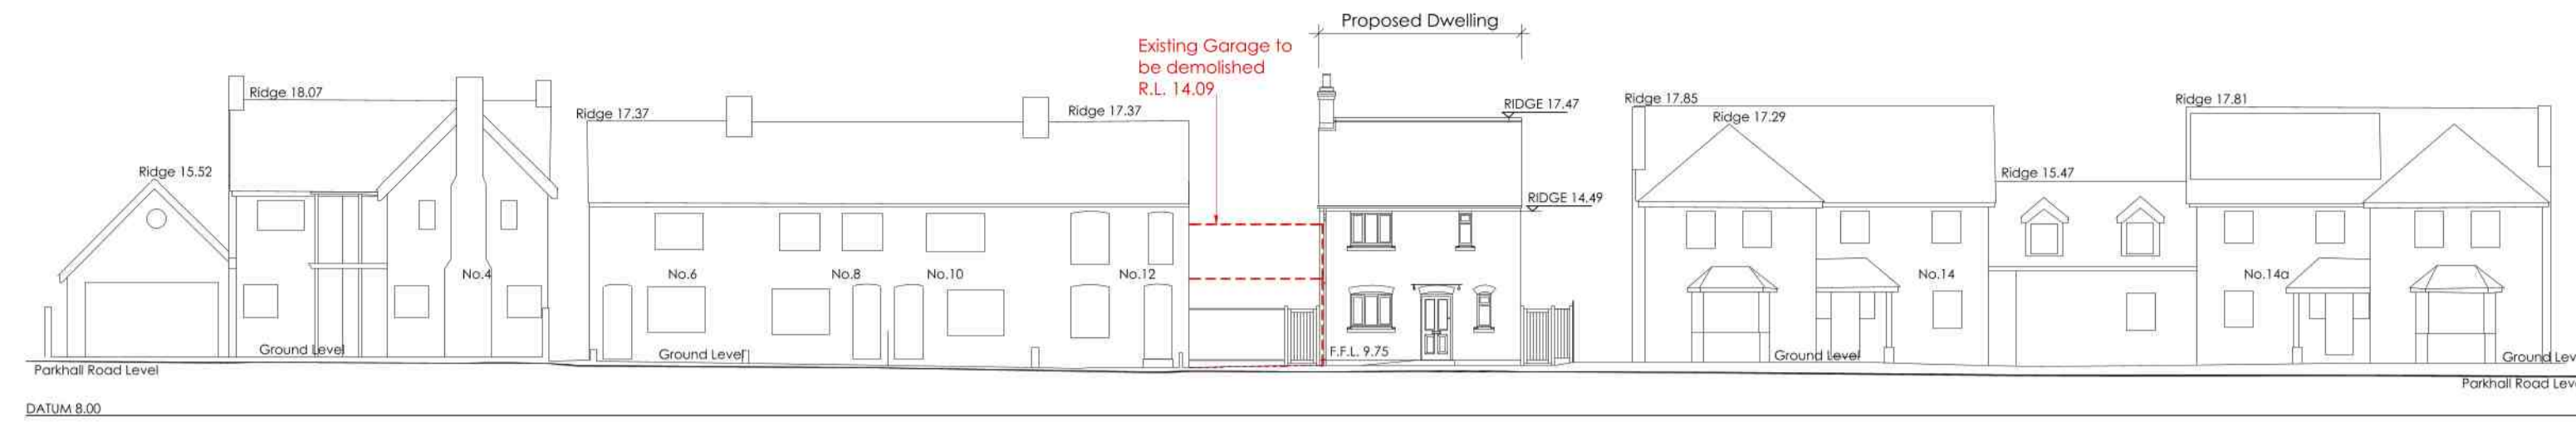 Proposed Dwelling
Existing Garage to
be demolished
R.L. 14.09
Ridge 18.07
Ridge 17.37
Ridge 17.37
RIDGE 17.47
Ridge 17.85
Ridge 17.29
Ridge 17.81
Ridge 15.52
Ridge 15.47
RIDGE 14.49
No.4
No.6
No.8
No.10
No.12
No.14
No.14a
Ground Level
Ground Level
F.F.L. 9.75
Ground Level
Ground Lev
Parkhall Road Level
Parkhall Road Lev
DATUM 8.00